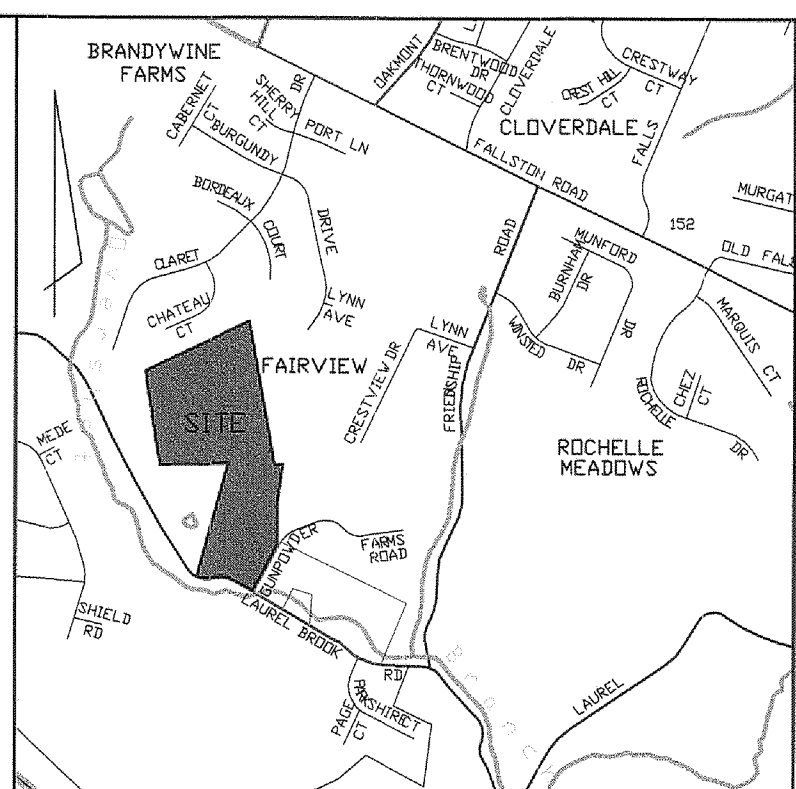 BRANDYWINE
FARMS
OAKMONT
BRENTWOOD
DR
THORNWOOD
CT
CLOVERDALE
CREST HILL
CT
CRESTWAY
CT
CLOVERDALE
FALLS
CABERNET
CT
SHERRY
HILL
CT
DR
PORT LN
BURGUNDY
DRIVE
BORDEAUX
COURT
FALLSTON ROAD
152
MURGAT
OLD FALS
CLARET
CHATEAU
CT
LYNN
AVE
ROAD
MUNFORD
DR
BURNHAM
DR
WINSTED DR
MARQUIS CT
CHEZ
CT
ROCHELLE
DR
FAIRVIEW
CRESTVIEW DR
LYNN
AVE
FRIENDSHIP
ROCHELLE
MEADOWS
SITE
MEDE
CT
SHIELD
RD
GUNPOWDER
FARMS
ROAD
LAUREL BROOK
RD
PAGE
CT
CT
Branch
LAUREL